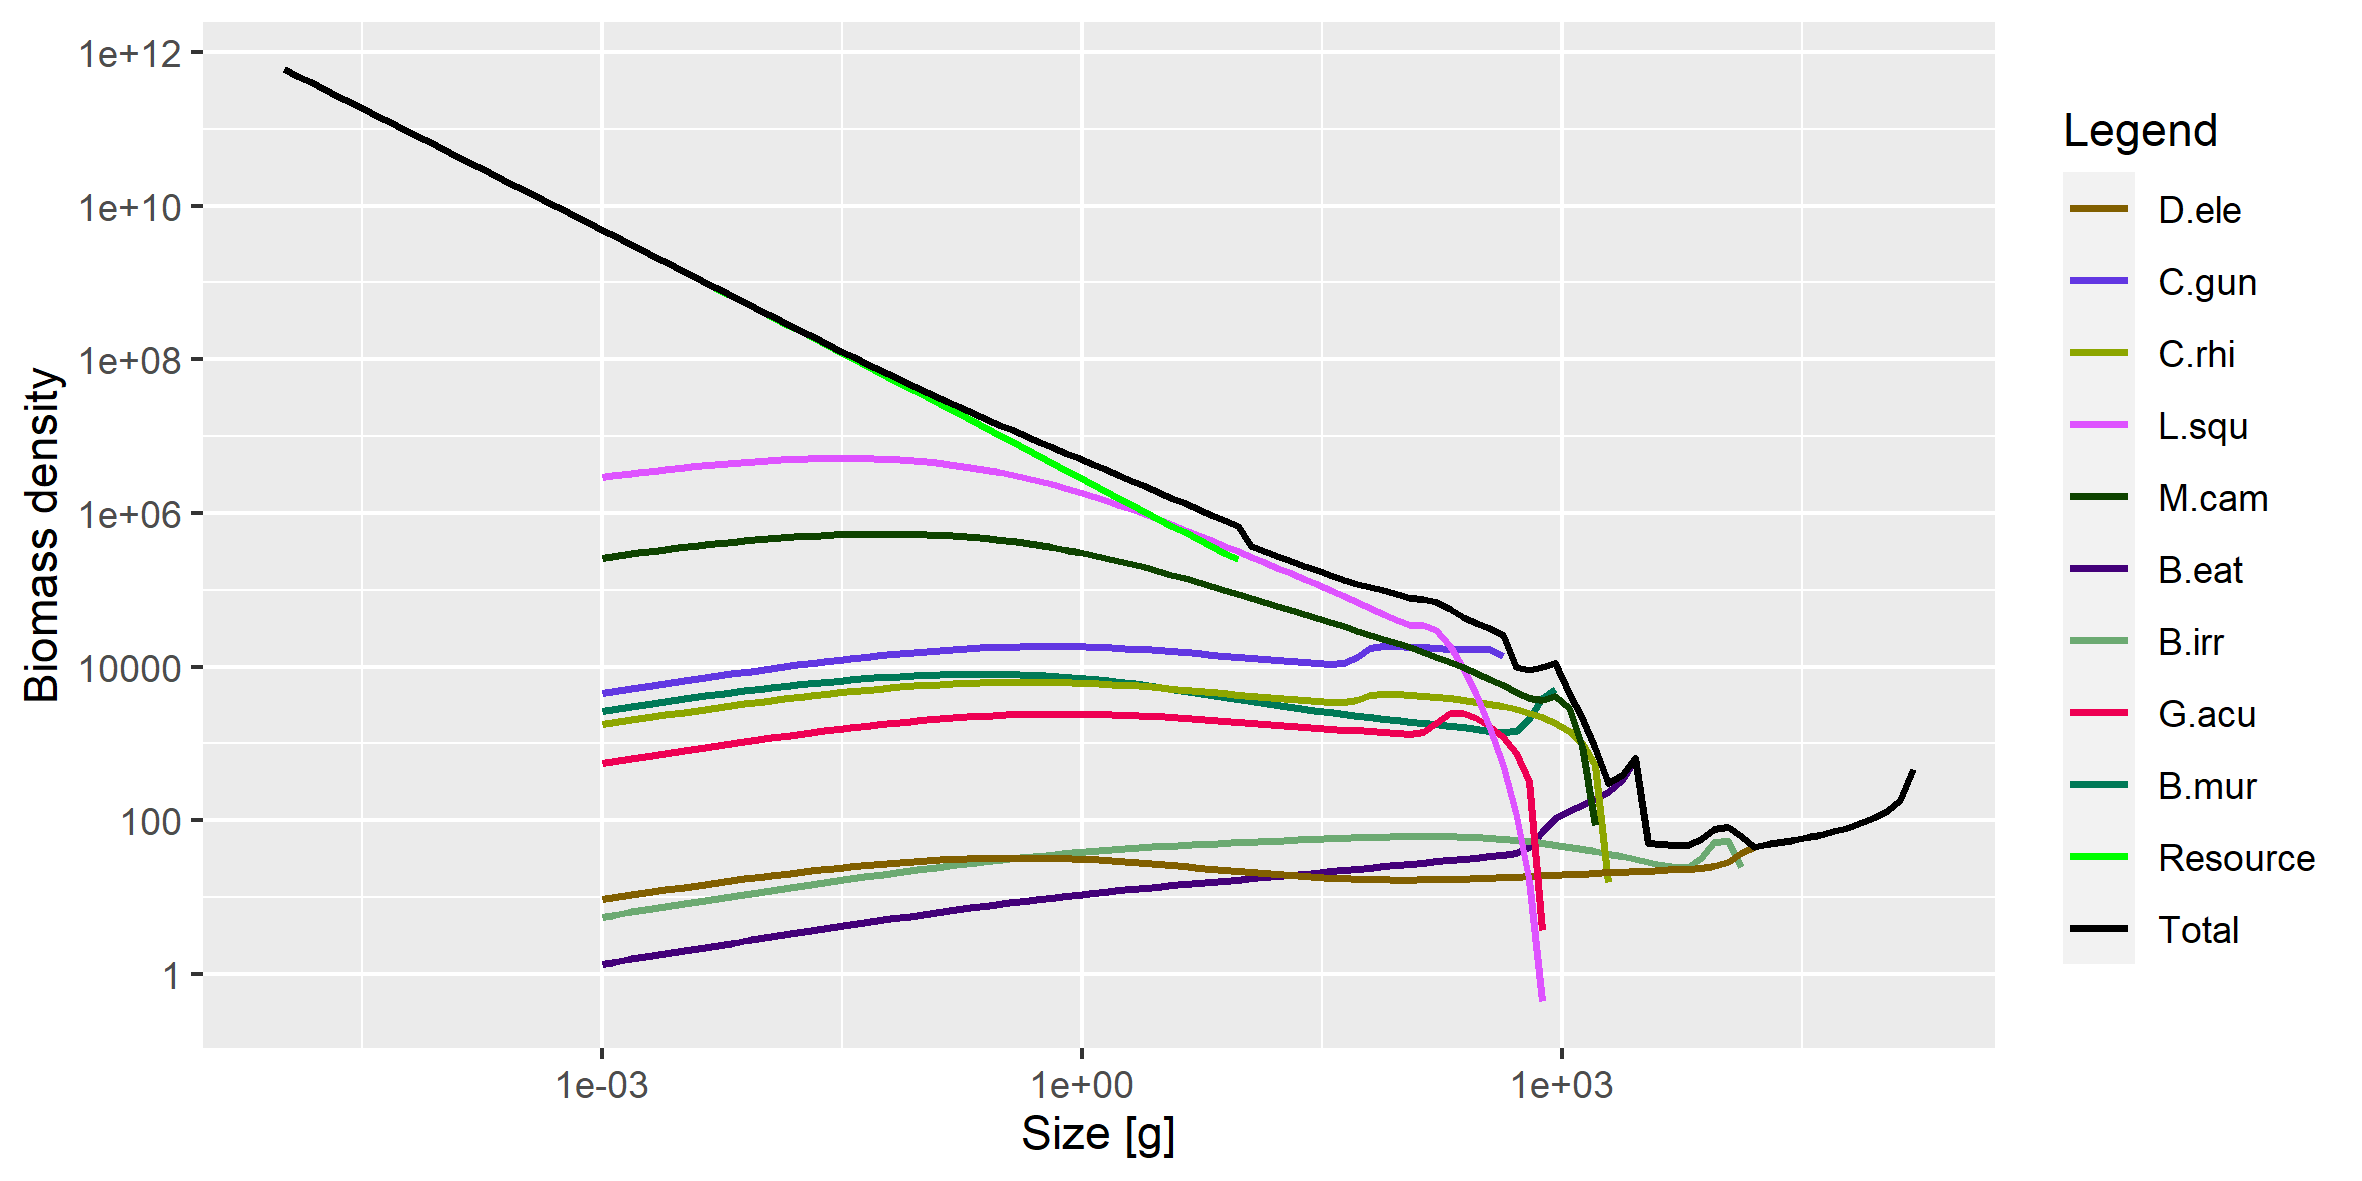 1e+12
1e+10
1e+08
1e+06
10000
100
1
Biomass density
1e-03
1e+00
1e+03
Size [g]
Legend
D.ele
C.gun
C.rhi
L.squ
M.cam
B.eat
B.irr
G.acu
B.mur
Resource
Total